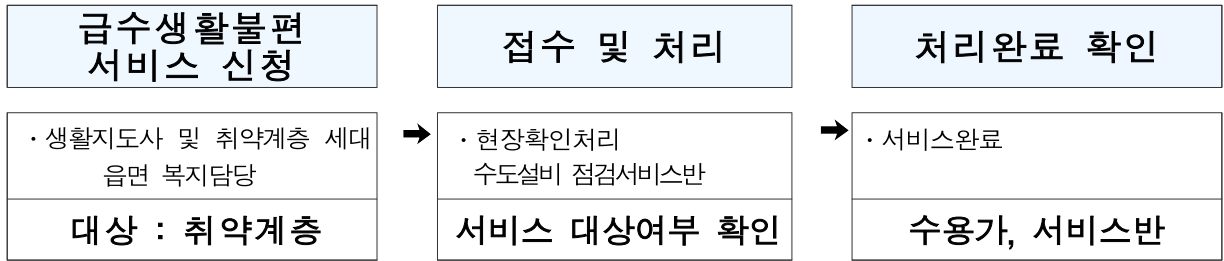 급수생활불편
서비스 신청
· 생활지도사 및 취약계층 세대
읍면 복지담당
대상 : 취약계층
접수 및 처리
· 현장확인처리
수도설비 점검서비스반
서비스 대상여부 확인
처리완료 확인
· 서비스완료
수용가, 서비스반